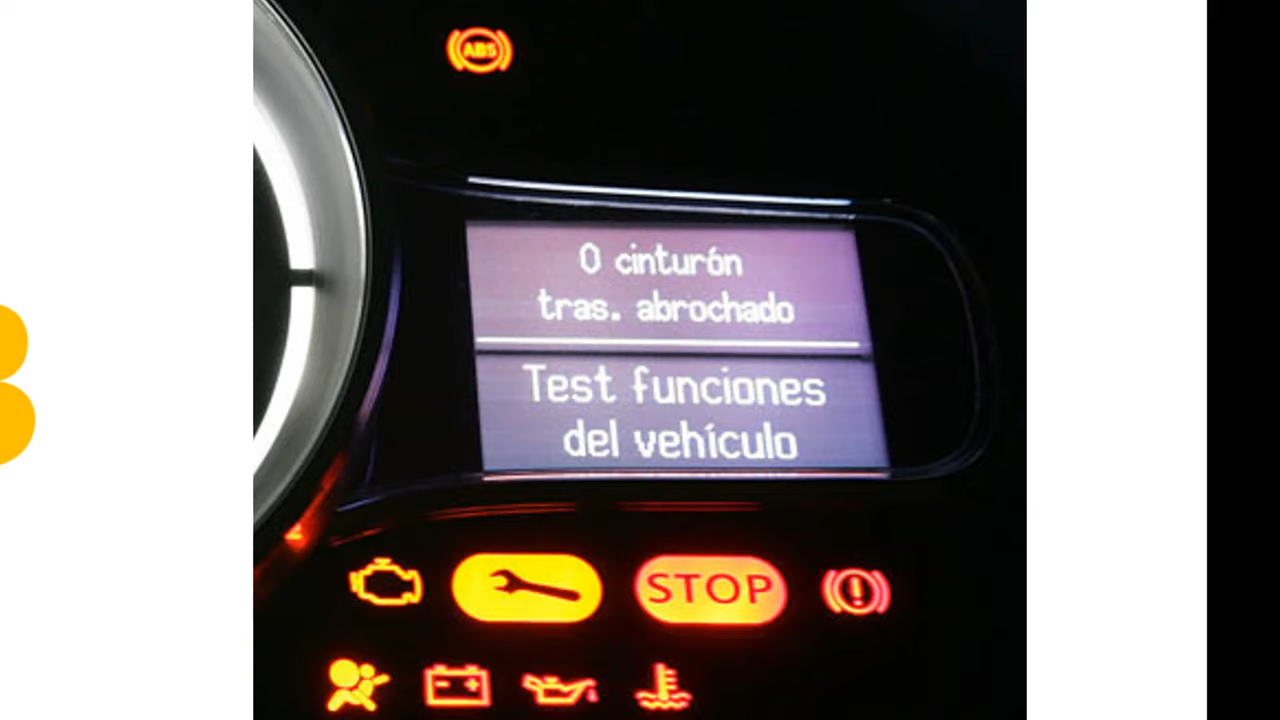 ABS
0 cinturón
tras. abrochado
Test funciones
del vehículo
STOP